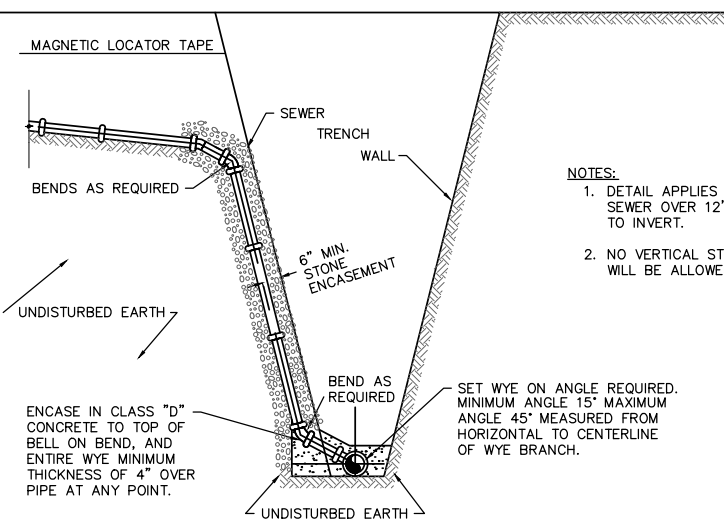 MAGNETIC LOCATOR TAPE
SEWER
TRENCH
WALL
BENDS AS REQUIRED
NOTES:
1. DETAIL APPLIES
SEWER OVER 12'
TO INVERT.
2. NO VERTICAL ST
WILL BE ALLOWE
6" MIN.
STONE
ENCASEMENT
UNDISTURBED EARTH
BEND AS
REQUIRED
SET WYE ON ANGLE REQUIRED.
MINIMUM ANGLE 15° MAXIMUM
ANGLE 45° MEASURED FROM
HORIZONTAL TO CENTERLINE
OF WYE BRANCH.
ENCASE IN CLASS "D"
CONCRETE TO TOP OF
BELL ON BEND, AND
ENTIRE WYE MINIMUM
THICKNESS OF 4" OVER
PIPE AT ANY POINT.
UNDISTURBED EARTH